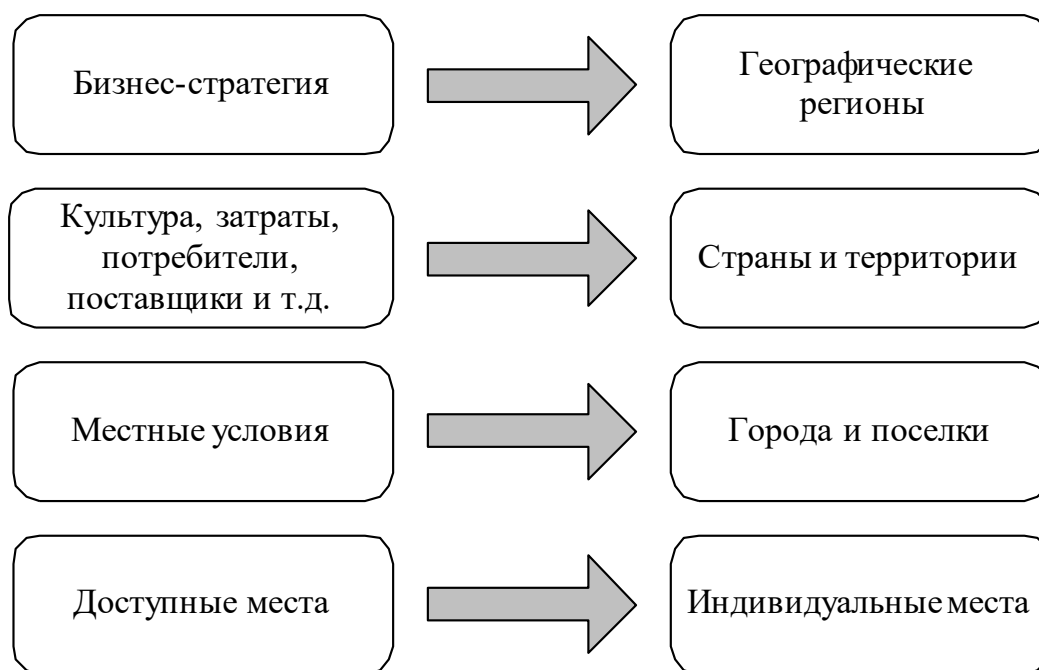 Бизнес-стратегия
Географические
регионы
Культура, затраты,
потребители,
поставщики и т.д.
Страны и территории
Местные условия
Города и поселки
Доступные места
Индивидуальные места